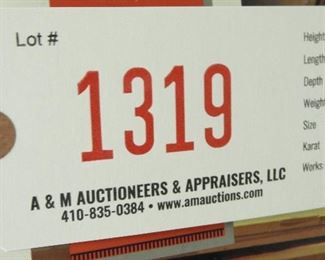 Lot #
1319
A & M AUCTIONEERS & APPRAISERS, LLC
410-835-0384 • www.amauctions.com
Height
Length
Depth
Weight
Size
Karat
Works